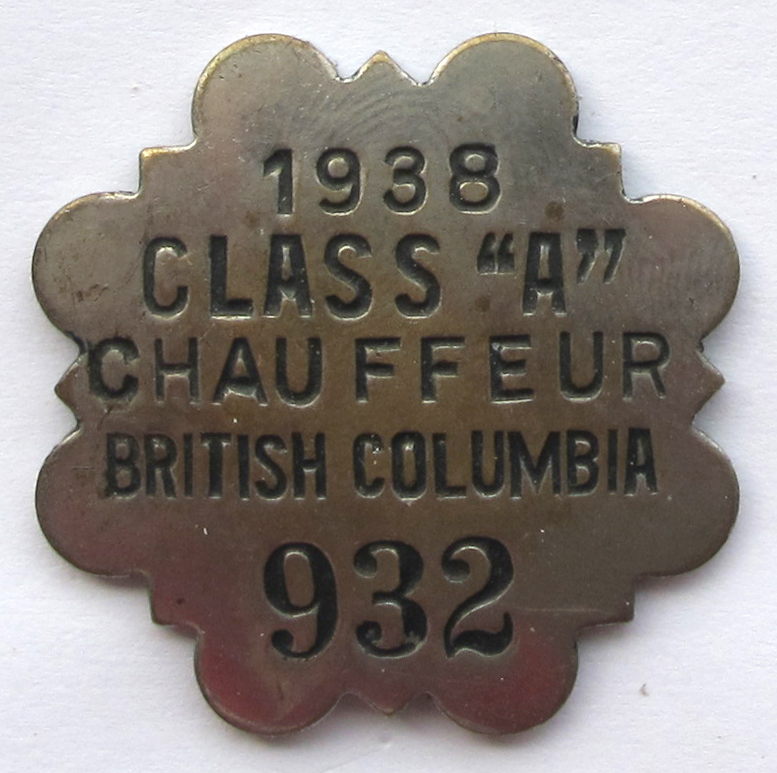 1938
CLASS “A”
CHAUFFEUR
BRITISH COLUMBIA
932